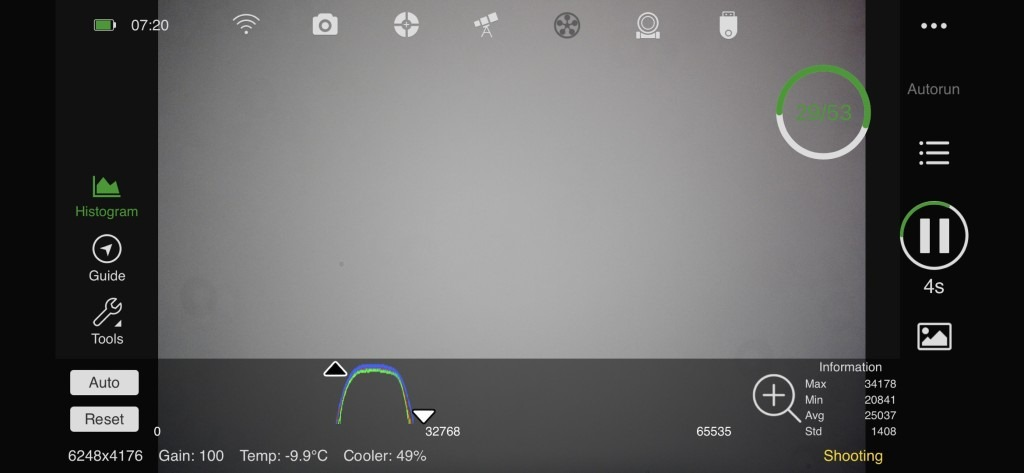 07:20
Autorun
29/53
Histogram
Guide
Tools
4s
Auto
Reset
0
32768
65535
Information
Max 34178
Min 20841
Avg 25037
Std 1408
6248x4176 Gain: 100 Temp: -9.9°C Cooler: 49% Shooting